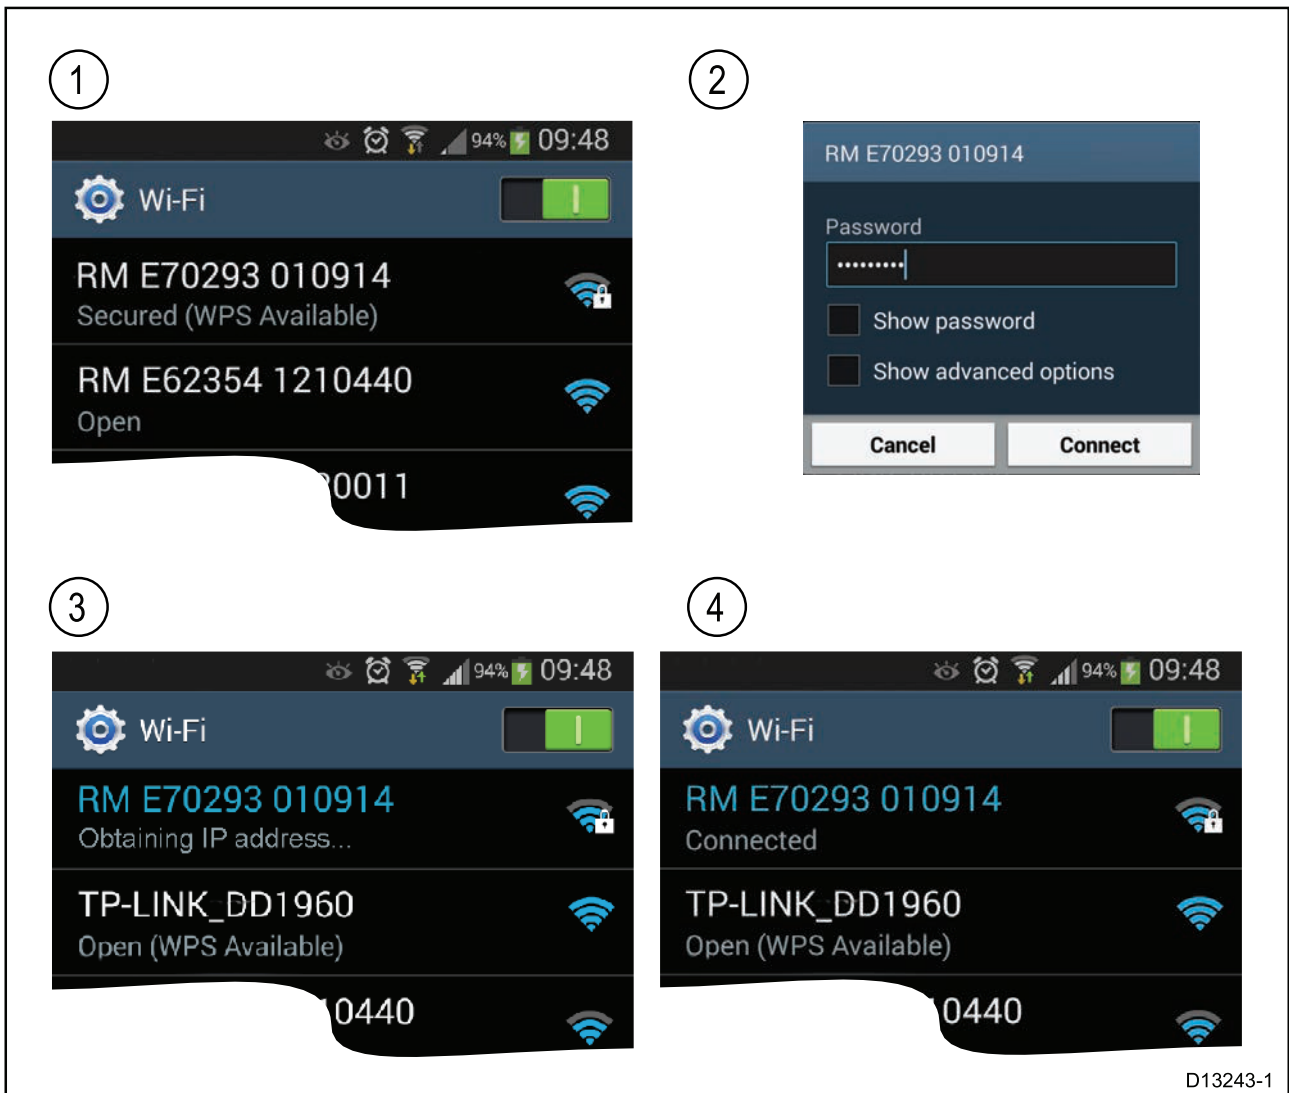 1
94% 09:48
Wi-Fi
RM E70293 010914
Secured (WPS Available)
RM E62354 1210440
Open
0011
2
RM E70293 010914
Password
•••••••••
Show password
Show advanced options
Cancel Connect
3
94% 09:48
Wi-Fi
RM E70293 010914
Obtaining IP address...
TP-LINK_DD1960
Open (WPS Available)
0440
4
94% 09:48
Wi-Fi
RM E70293 010914
Connected
TP-LINK_DD1960
Open (WPS Available)
0440
D13243-1